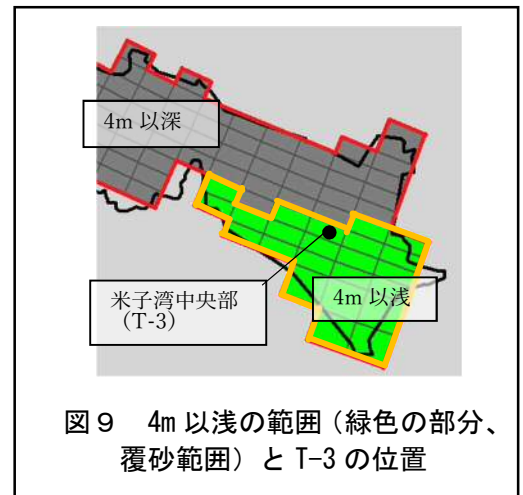 4m 以深
米子湾中央部
（T-3）
4m 以浅
図９　4m 以浅の範囲（緑色の部分、
覆砂範囲）と T-3 の位置